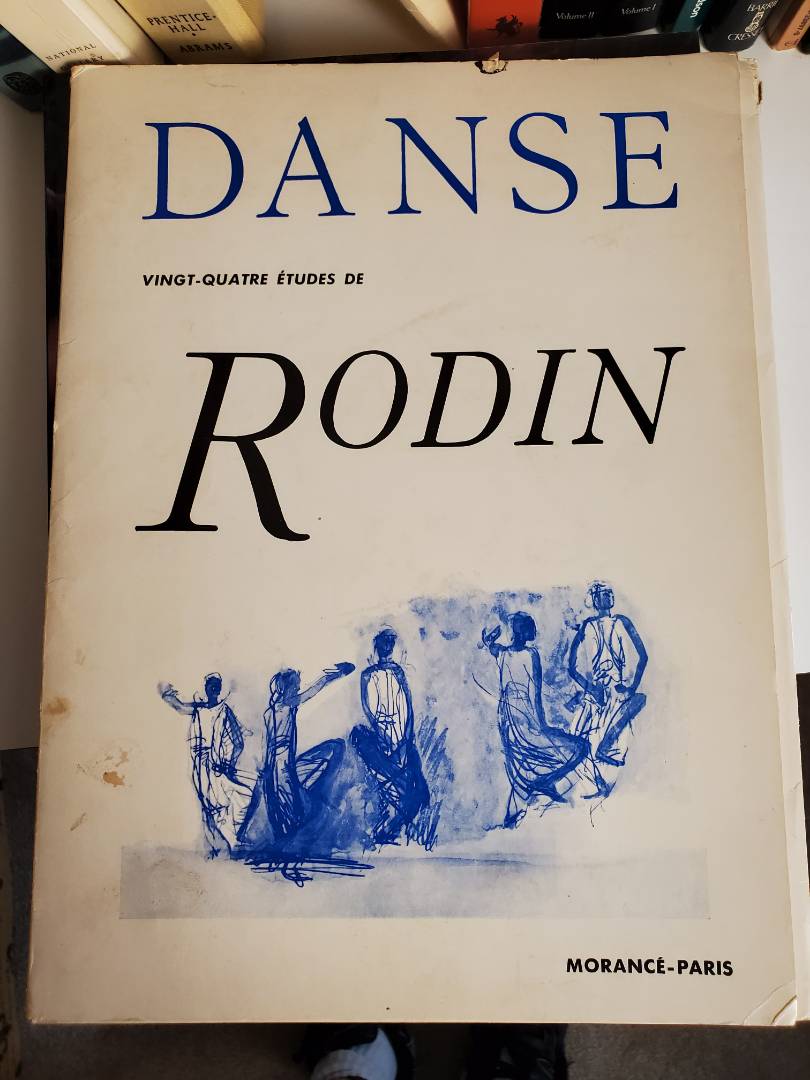 NATIONAL
PRENTICE-
HALL
ABRAMS
Volume II
Volume I
DANSE
VINGT-QUATRE ÉTUDES DE
RODIN
MORANCÉ-PARIS